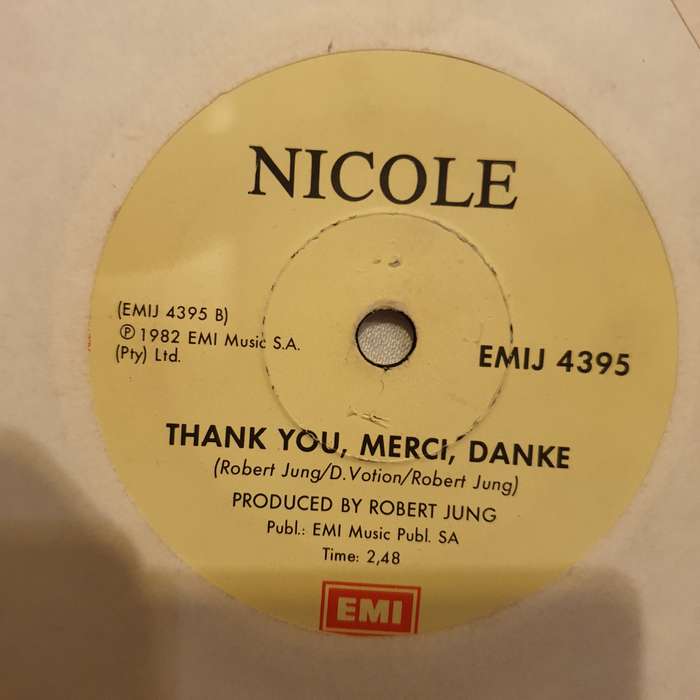 NICOLE
(EMIJ 4395 B)
℗ 1982 EMI Music S.A.
(Pty) Ltd.
EMIJ 4395
THANK YOU, MERCI, DANKE
(Robert Jung/D.Votion/Robert Jung)
PRODUCED BY ROBERT JUNG
Publ.: EMI Music Publ. SA
Time: 2,48
EMI